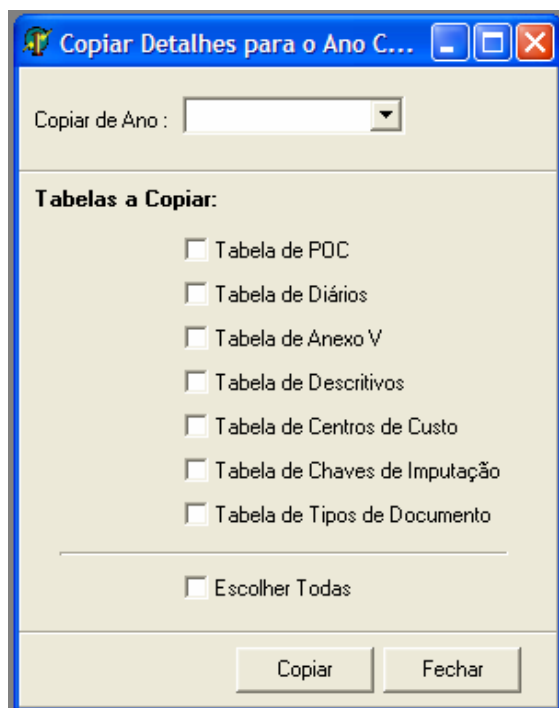 Copiar Detalhes para o Ano C...
Copiar de Ano :
Tabelas a Copiar:
Tabela de POC
Tabela de Diários
Tabela de Anexo V
Tabela de Descritivos
Tabela de Centros de Custo
Tabela de Chaves de Imputação
Tabela de Tipos de Documento
Escolher Todas
Copiar Fechar